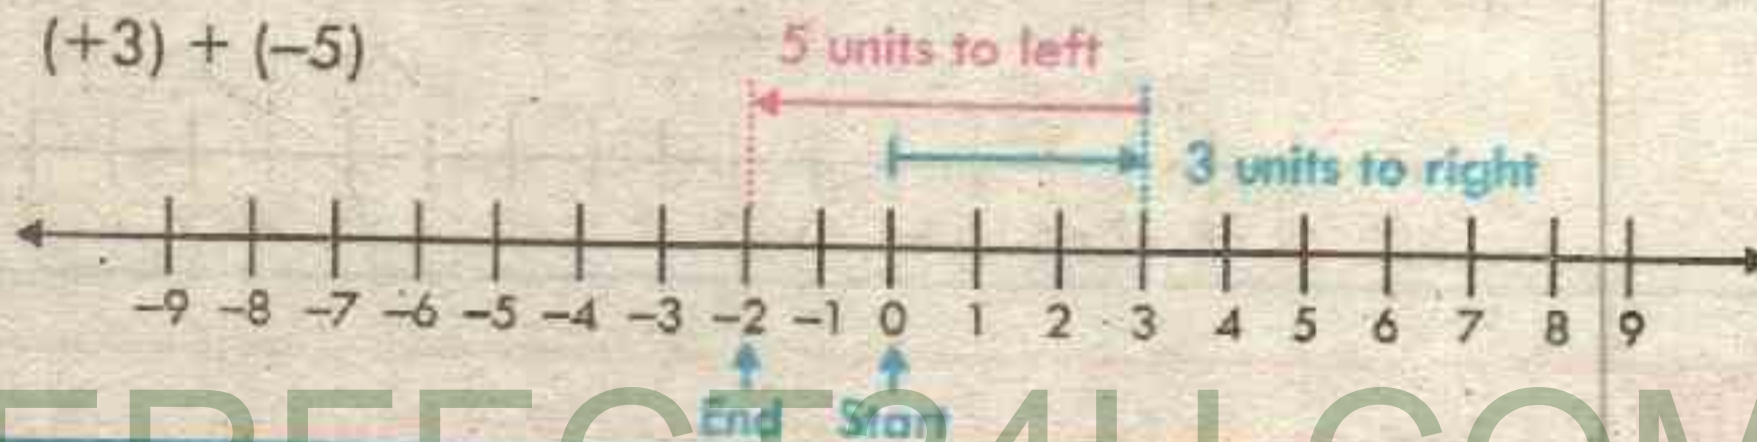 (+3) + (–5)
5 units to left
3 units to right
–9 –8 –7 –6 –5 –4 –3 –2 –1 0 1 2 3 4 5 6 7 8 9
End Start